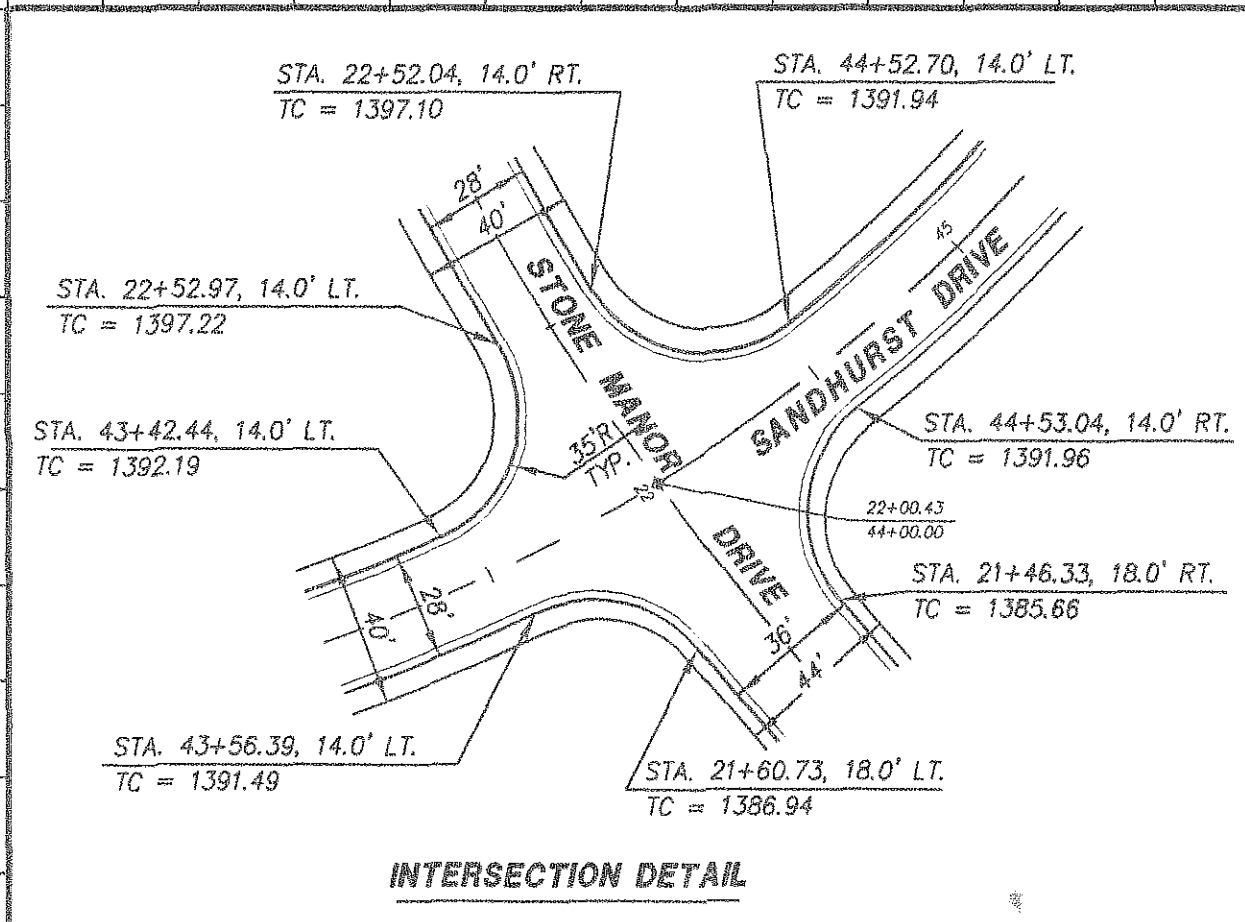 STA. 22+52.04, 14.0' RT.
TC = 1397.10
STA. 44+52.70, 14.0' LT.
TC = 1391.94
28'
40'
STA. 22+52.97, 14.0' LT.
TC = 1397.22
STONE MANOR DRIVE
45
SANDHURST DRIVE
STA. 43+42.44, 14.0' LT.
TC = 1392.19
35'R
TYP.
22
STA. 44+53.04, 14.0' RT.
TC = 1391.96
22+00.43
44+00.00
STA. 21+46.33, 18.0' RT.
TC = 1385.66
28'
40'
36'
44'
STA. 43+56.39, 14.0' LT.
TC = 1391.49
STA. 21+60.73, 18.0' LT.
TC = 1386.94
INTERSECTION DETAIL